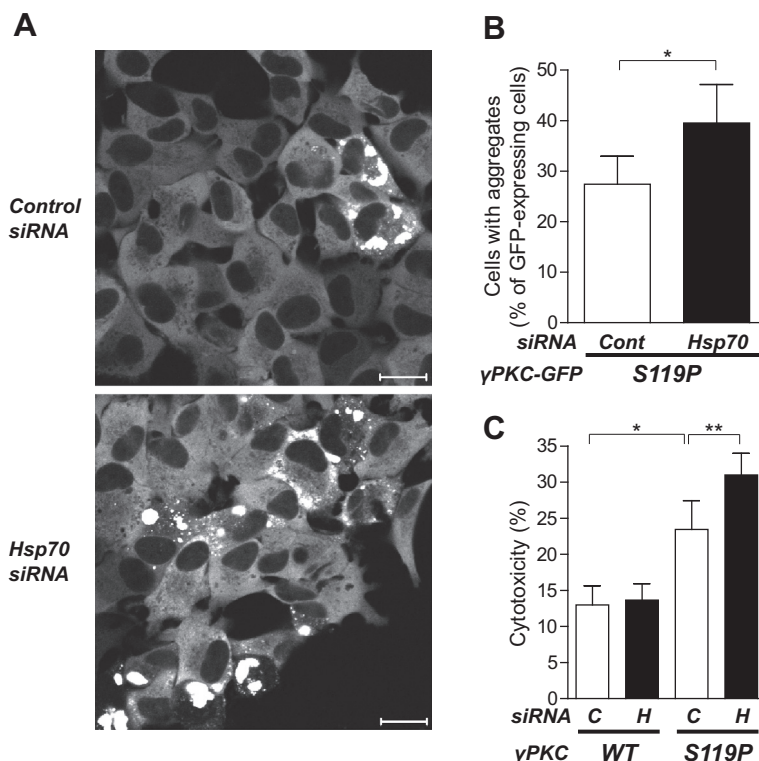 A
Control
siRNA
Hsp70
siRNA
B
*
Cells with aggregates
(% of GFP-expressing cells)
50
40
30
20
10
0
siRNA Cont Hsp70
γPKC-GFP S119P
C
* **
Cytotoxicity (%)
35
30
25
20
15
10
5
0
siRNA C H C H
γPKC WT S119P